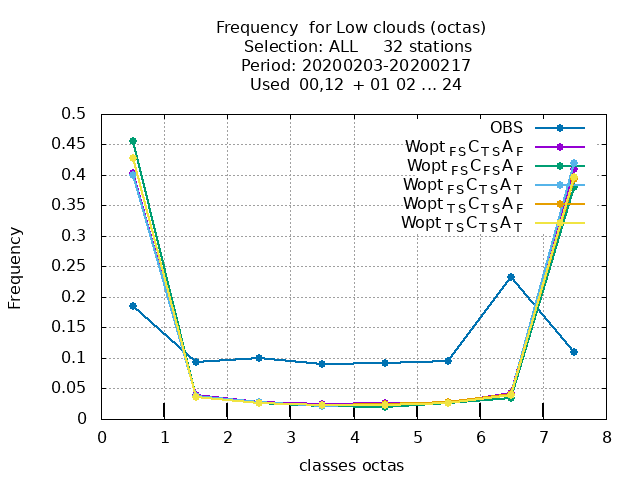 Frequency  for Low clouds (octas)
Selection: ALL     32 stations
Period: 20200203-20200217
Used  00,12  + 01 02 ... 24
0.5
0.45
0.4
0.35
0.3
0.25
0.2
0.15
0.1
0.05
0
Frequency
OBS
Wopt FS C TS A F
Wopt FS C FS A F
Wopt FS C TS A T
Wopt TS C TS A F
Wopt TS C TS A T
0 1 2 3 4 5 6 7 8
classes octas